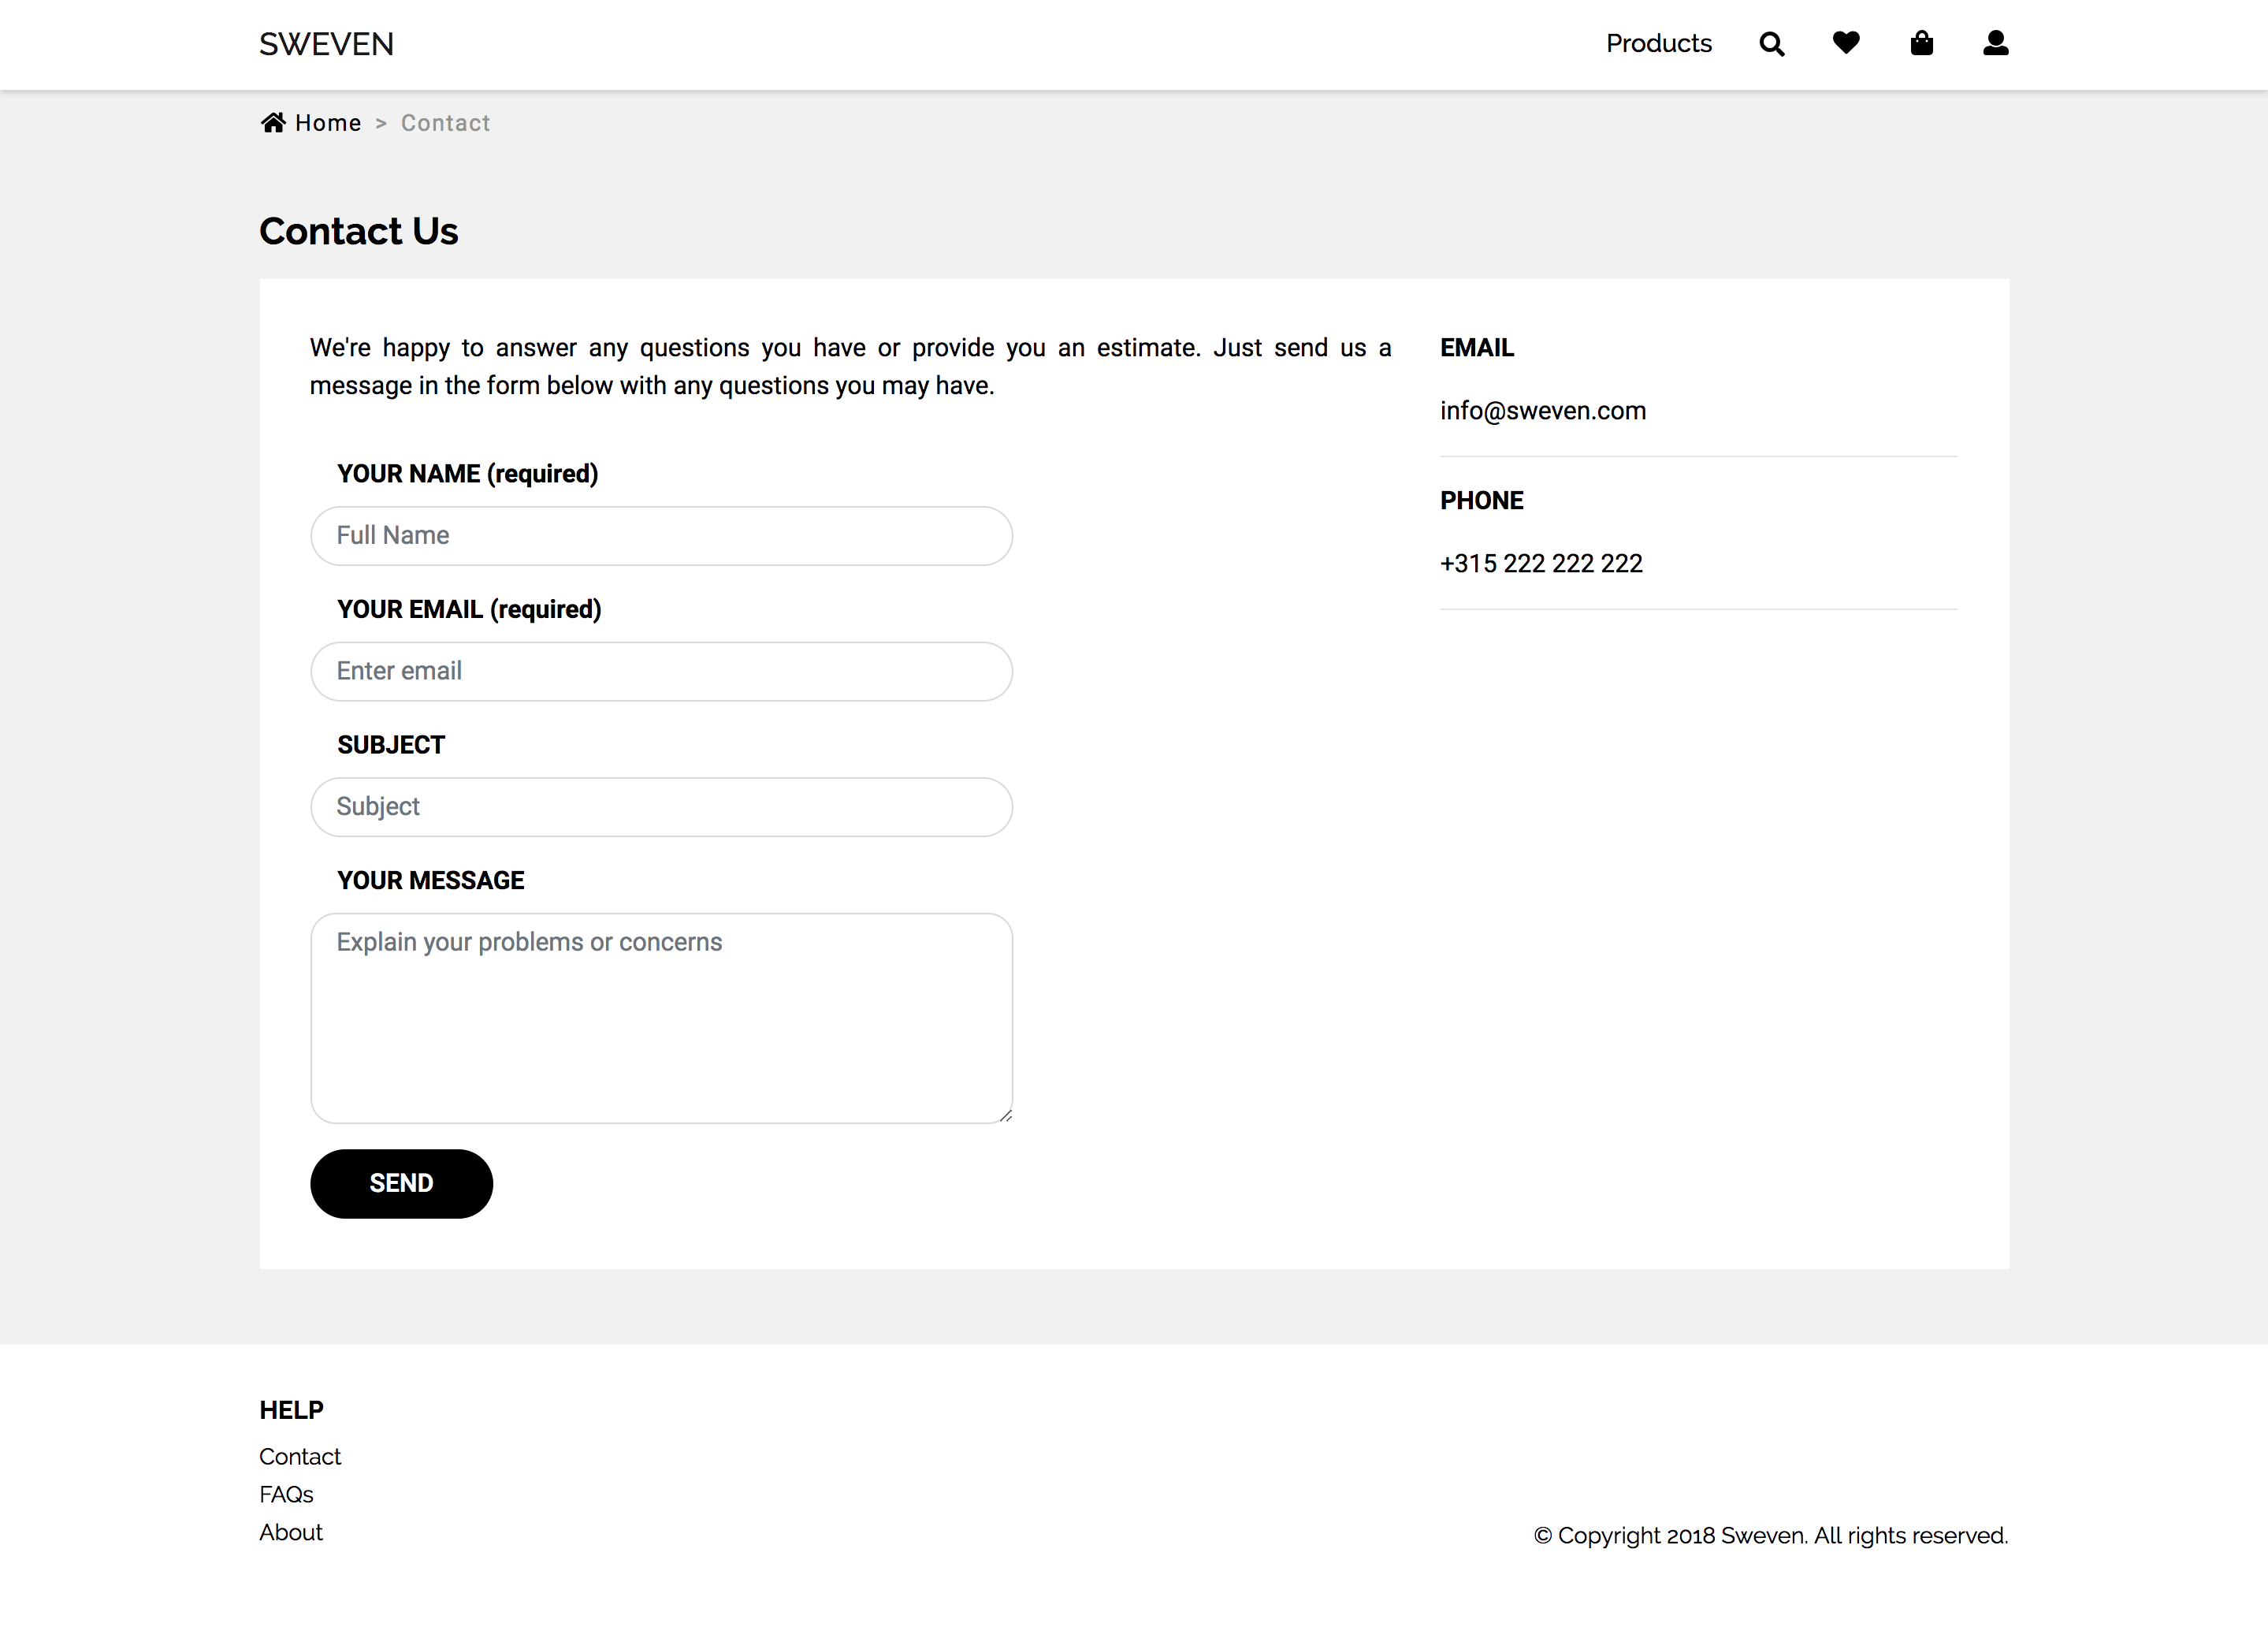 SWEVEN
Products
Home > Contact
Contact Us
We're happy to answer any questions you have or provide you an estimate. Just send us a
message in the form below with any questions you may have.
YOUR NAME (required)
Full Name
YOUR EMAIL (required)
Enter email
SUBJECT
Subject
YOUR MESSAGE
Explain your problems or concerns
SEND
EMAIL
info@sweven.com
PHONE
+315 222 222 222
HELP
Contact
FAQs
About
© Copyright 2018 Sweven. All rights reserved.